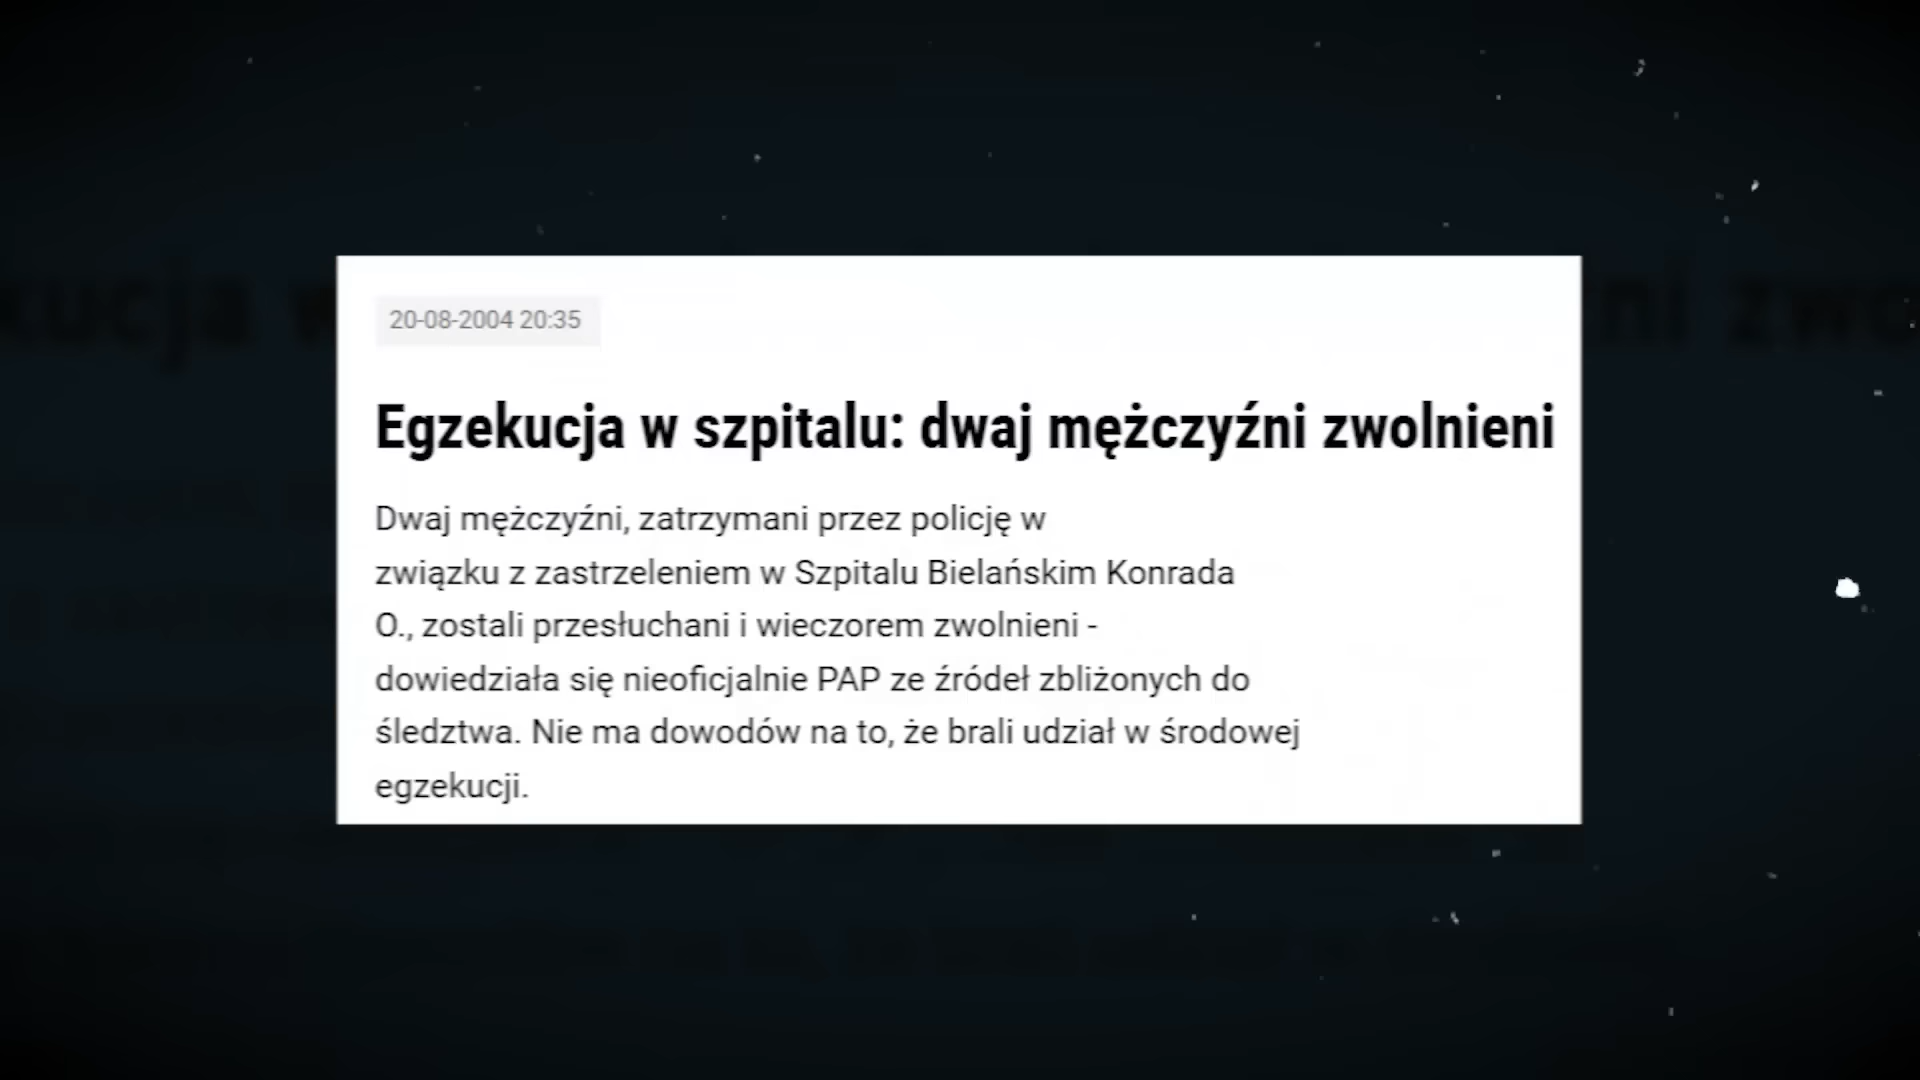 20-08-2004 20:35
Egzekucja w szpitalu: dwaj mężczyźni zwolnieni
Dwaj mężczyźni, zatrzymani przez policję w
związku z zastrzeleniem w Szpitalu Bielańskim Konrada
O., zostali przesłuchani i wieczorem zwolnieni -
dowiedziała się nieoficjalnie PAP ze źródeł zbliżonych do
śledztwa. Nie ma dowodów na to, że brali udział w środowej
egzekucji.